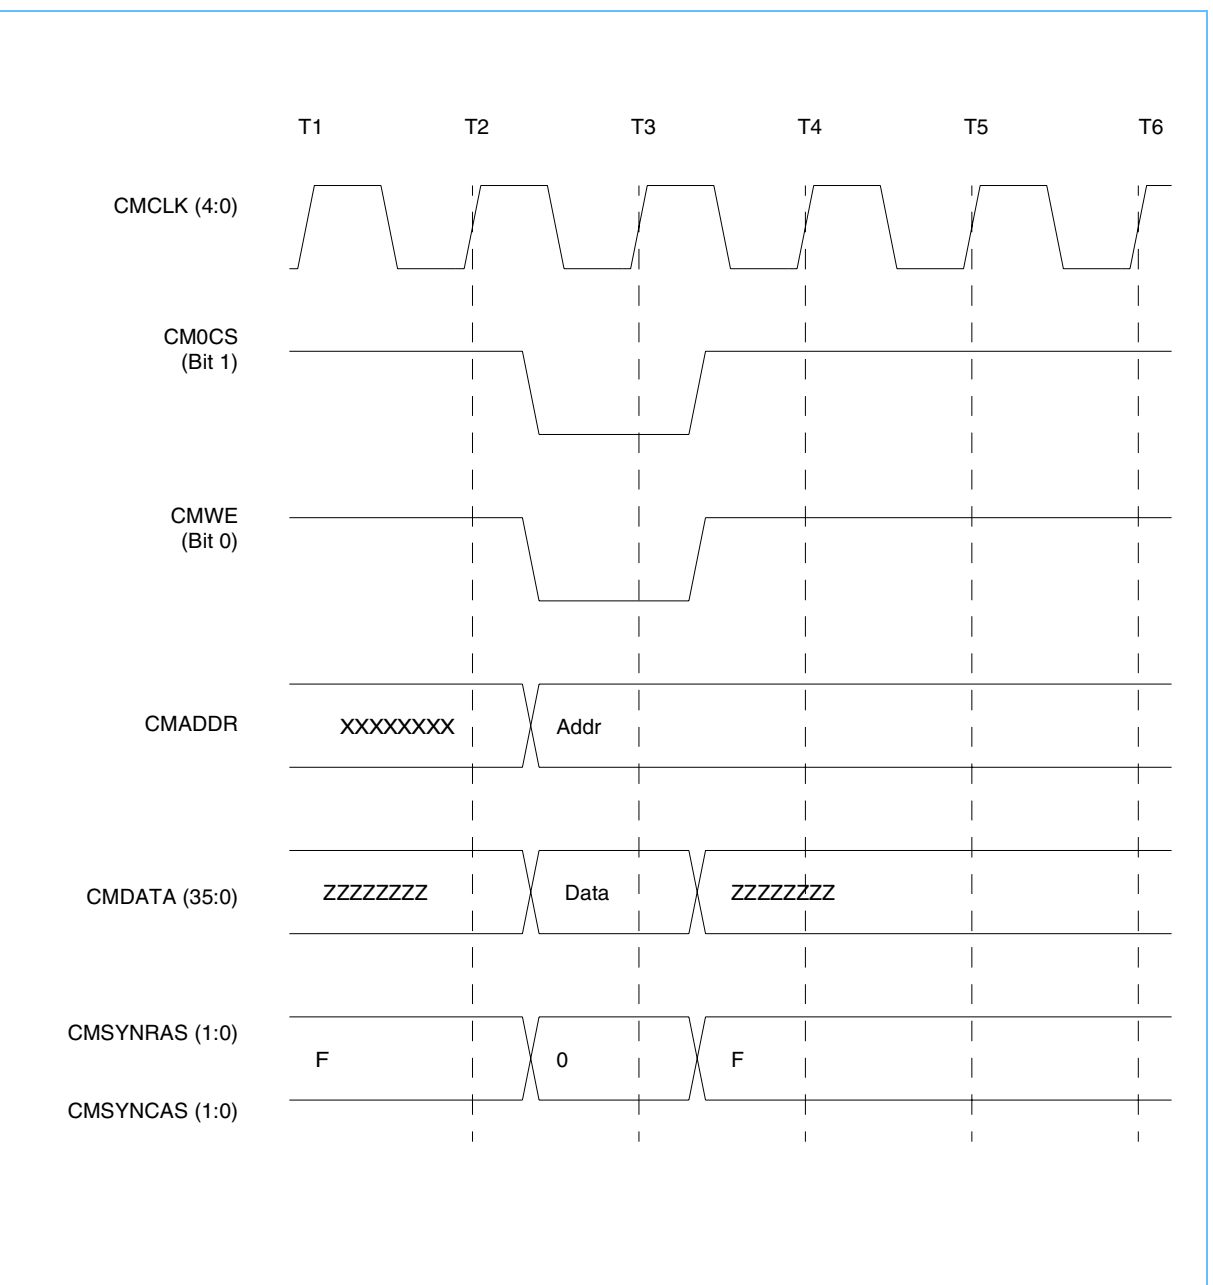 T1 T2 T3 T4 T5 T6
CMCLK (4:0)
CM0CS
(Bit 1)
CMWE
(Bit 0)
CMADDR XXXXXXXX Addr
CMDATA (35:0) ZZZZZZZZ Data ZZZZZZZZ
CMSYNRAS (1:0)
F 0 F
CMSYNCAS (1:0)